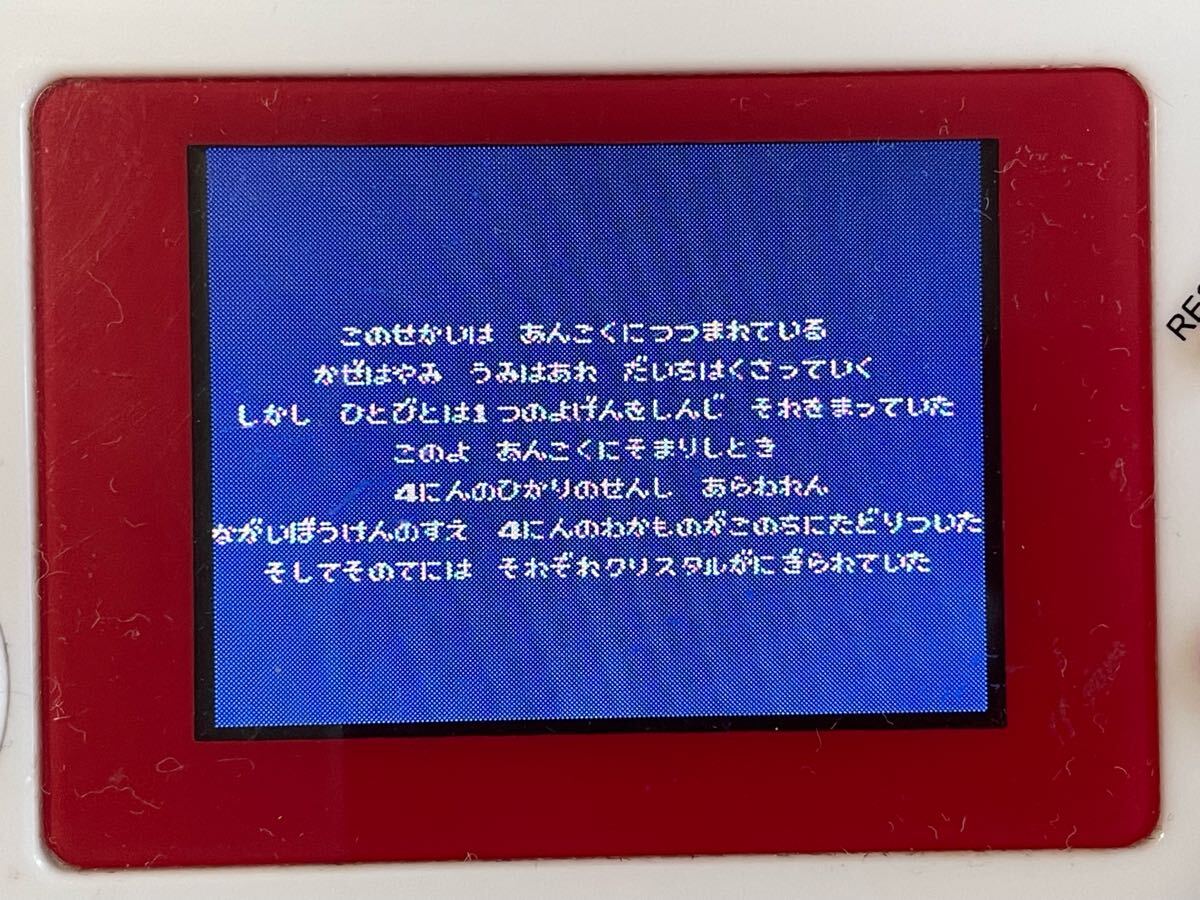 このせかいは　あんこくにつつまれている
かぜはやみ　うみはあれ　だいちはくさっていく
しかし　ひとびとは1つのよげんをしんじ　それをまっていた
このよ　あんこくにそまりしとき
4にんのひかりのせんし　あらわれん
ながいぼうけんのすえ　4にんのわかものがこのちにたどりついた
そしてそのてには　それぞれクリスタルがにぎられていた